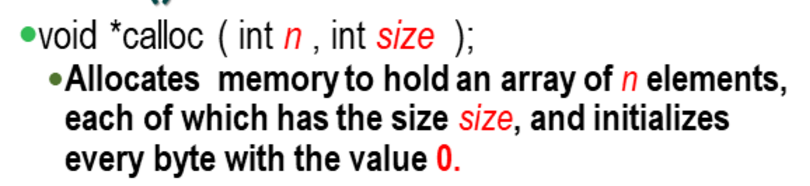 void *calloc ( int n , int size );
Allocates memory to hold an array of n elements,
each of which has the size size, and initializes
every byte with the value 0.